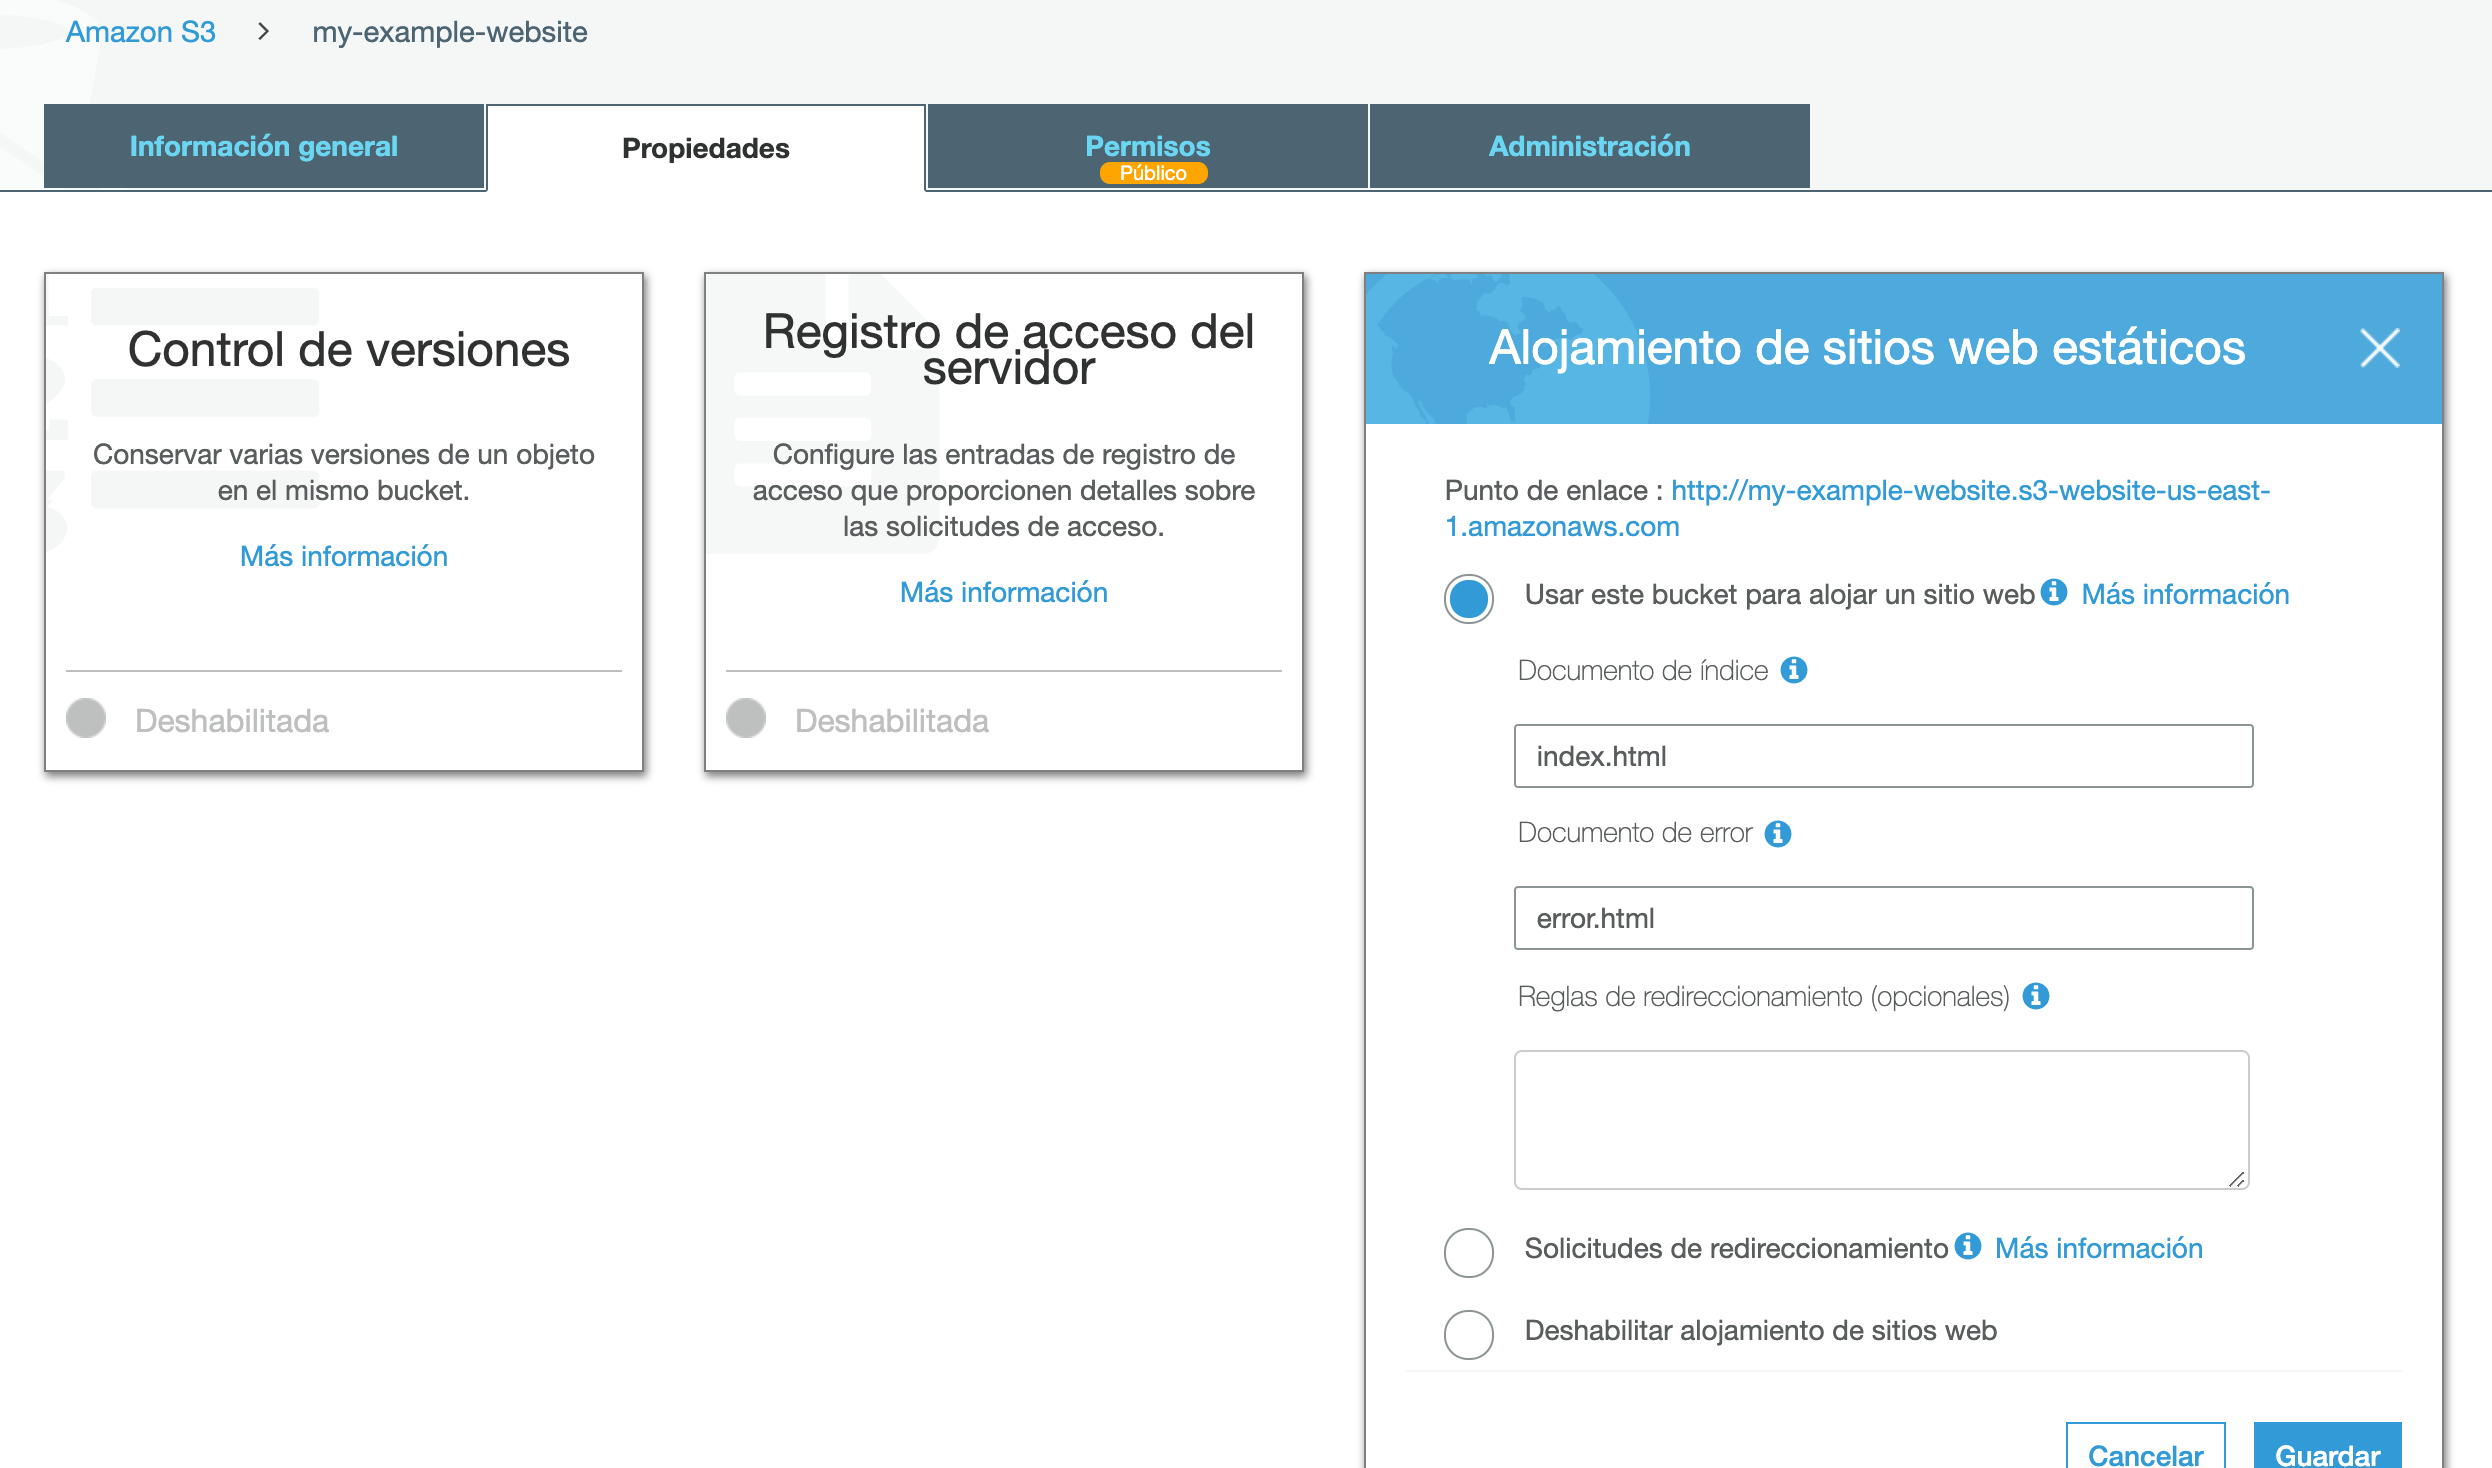 Amazon S3 > my-example-website
Información general
Propiedades
Permisos
Público
Administración
Control de versiones
Conservar varias versiones de un objeto
en el mismo bucket.
Más información
Deshabilitada
Registro de acceso del
servidor
Configure las entradas de registro de
acceso que proporcionen detalles sobre
las solicitudes de acceso.
Más información
Deshabilitada
Alojamiento de sitios web estáticos
Punto de enlace : http://my-example-website.s3-website-us-east-
1.amazonaws.com
Usar este bucket para alojar un sitio web Más información
Documento de índice
index.html
Documento de error
error.html
Reglas de redireccionamiento (opcionales)
Solicitudes de redireccionamiento Más información
Deshabilitar alojamiento de sitios web
Cancelar
Guardar